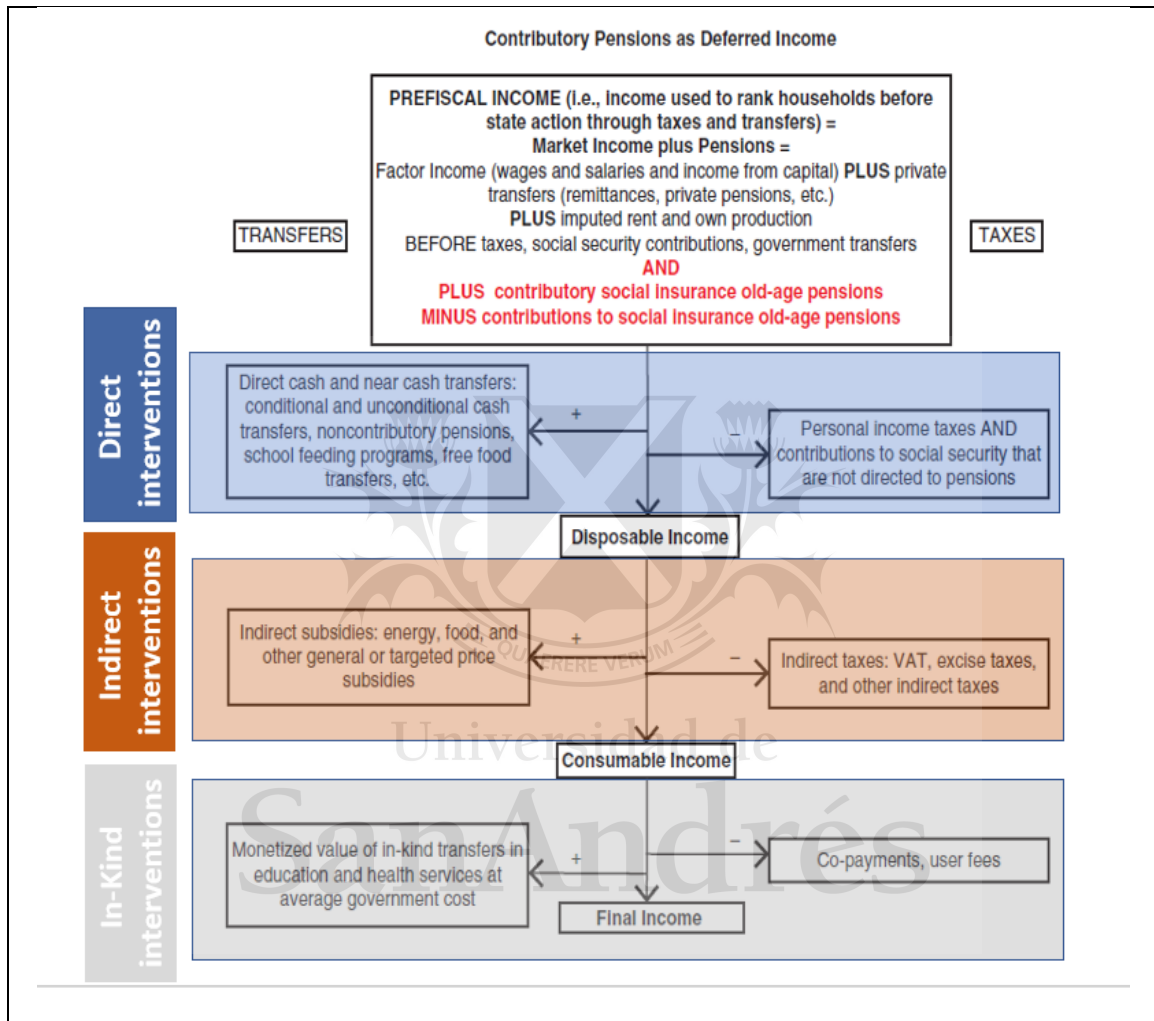 Contributory Pensions as Deferred Income
PREFISCAL INCOME (i.e., income used to rank households before
state action through taxes and transfers) =
Market Income plus Pensions =
Factor Income (wages and salaries and income from capital) PLUS private
transfers (remittances, private pensions, etc.)
PLUS imputed rent and own production
BEFORE taxes, social security contributions, government transfers
AND
PLUS contributory social insurance old-age pensions
MINUS contributions to social insurance old-age pensions
TRANSFERS
TAXES
Direct
interventions
Direct cash and near cash transfers:
conditional and unconditional cash
transfers, noncontributory pensions,
school feeding programs, free food
transfers, etc.
+
–
Personal income taxes AND
contributions to social security that
are not directed to pensions
Disposable Income
Indirect
interventions
Indirect subsidies: energy, food, and
other general or targeted price
subsidies
+
–
Indirect taxes: VAT, excise taxes,
and other indirect taxes
QUAERERE VERUM
Universidad de
Consumable Income
In-Kind
interventions
SanAndrés
Monetized value of in-kind transfers in
education and health services at
average government cost
+
–
Co-payments, user fees
Final Income